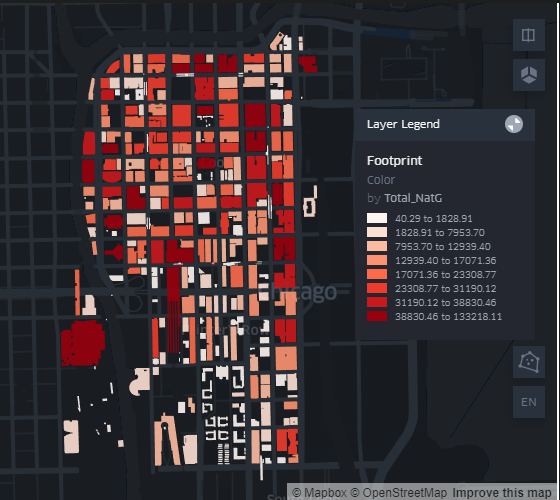 Layer Legend
Footprint
Color
by Total_NatG
40.29 to 1828.91
1828.91 to 7953.70
7953.70 to 12939.40
12939.40 to 17071.36
17071.36 to 23308.77
23308.77 to 31190.12
31190.12 to 38830.46
38830.46 to 133218.11
Chicago
EN
© Mapbox © OpenStreetMap Improve this map